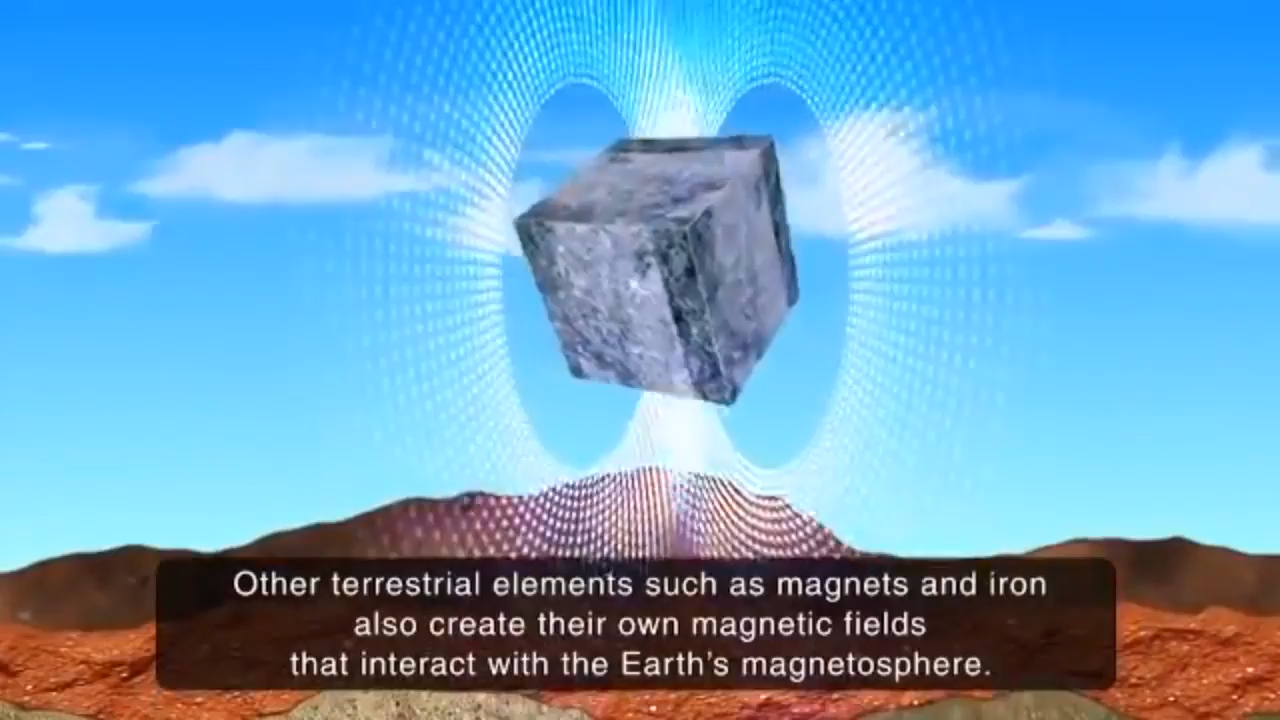 Other terrestrial elements such as magnets and iron
also create their own magnetic fields
that interact with the Earth's magnetosphere.